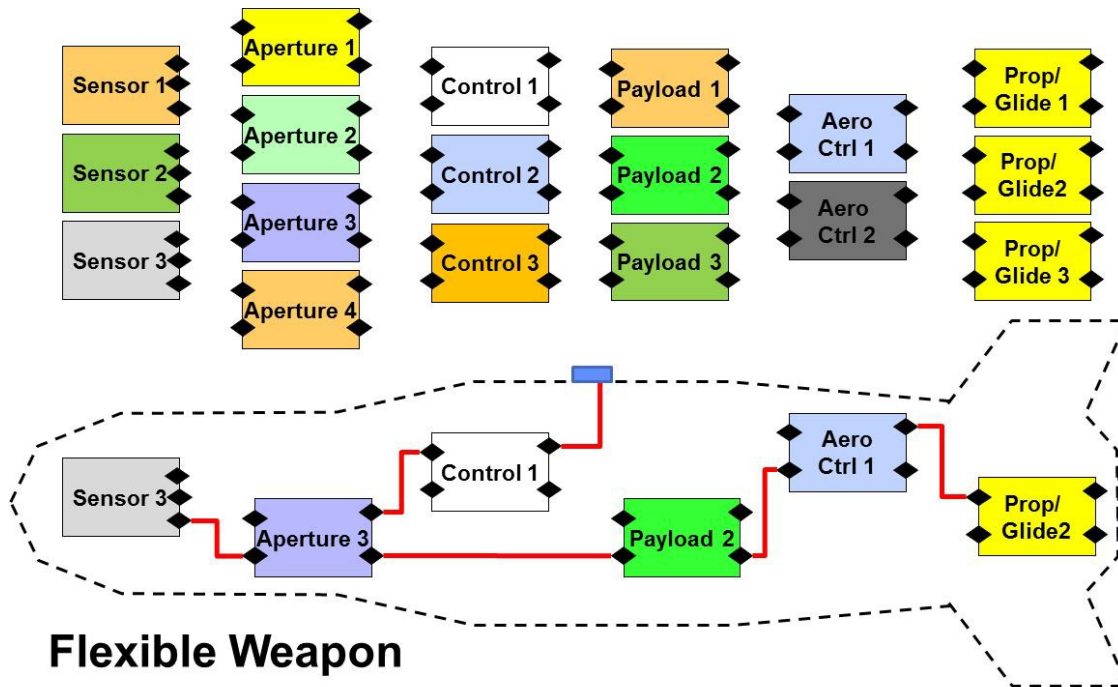 Sensor 1
Sensor 2
Sensor 3
Aperture 1
Aperture 2
Aperture 3
Aperture 4
Control 1
Control 2
Control 3
Payload 1
Payload 2
Payload 3
Aero
Ctrl 1
Aero
Ctrl 2
Prop/
Glide 1
Prop/
Glide2
Prop/
Glide 3
Sensor 3
Aperture 3
Control 1
Payload 2
Aero
Ctrl 1
Prop/
Glide2
Flexible Weapon